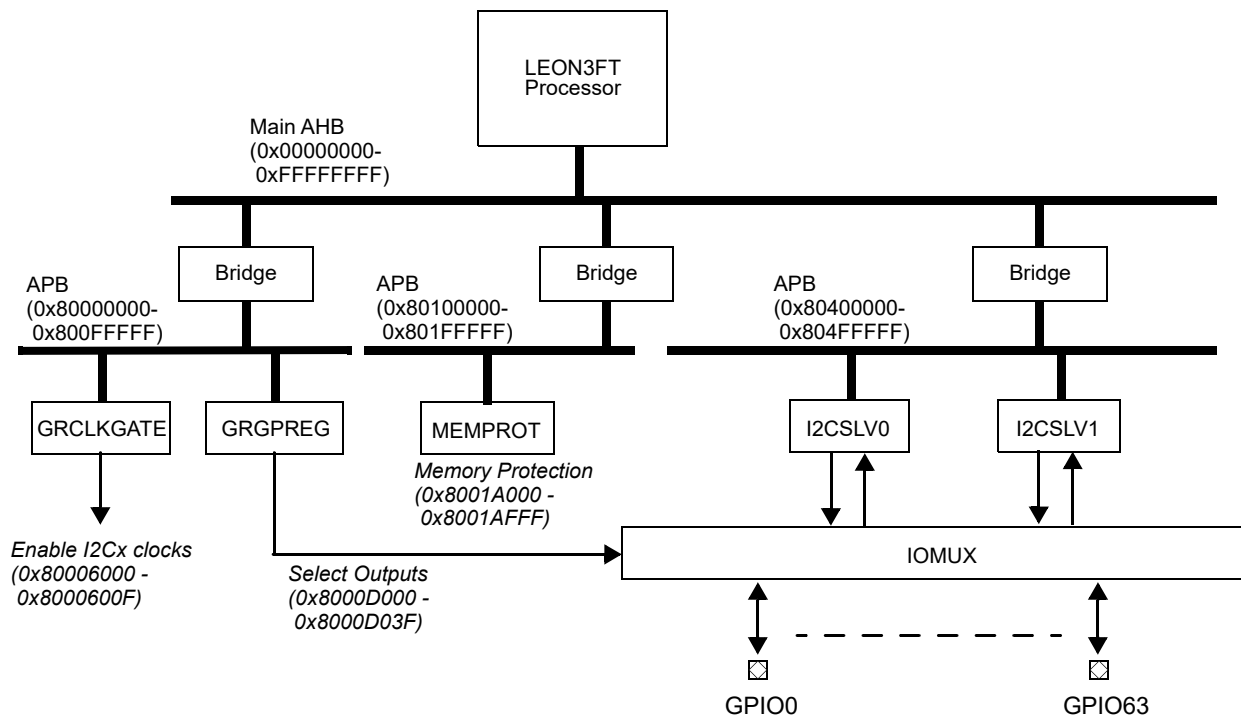 LEON3FT
Processor
Main AHB
(0x00000000-
0xFFFFFFFF)
Bridge
Bridge
Bridge
APB
(0x80000000-
0x800FFFFF)
APB
(0x80100000-
0x801FFFFF)
APB
(0x80400000-
0x804FFFFF)
GRCLKGATE
GRGPREG
MEMPROT
I2CSLV0
I2CSLV1
Memory Protection
(0x8001A000 -
0x8001AFFF)
Enable I2Cx clocks
(0x80006000 -
0x8000600F)
Select Outputs
(0x8000D000 -
0x8000D03F)
IOMUX
GPIO0
GPIO63